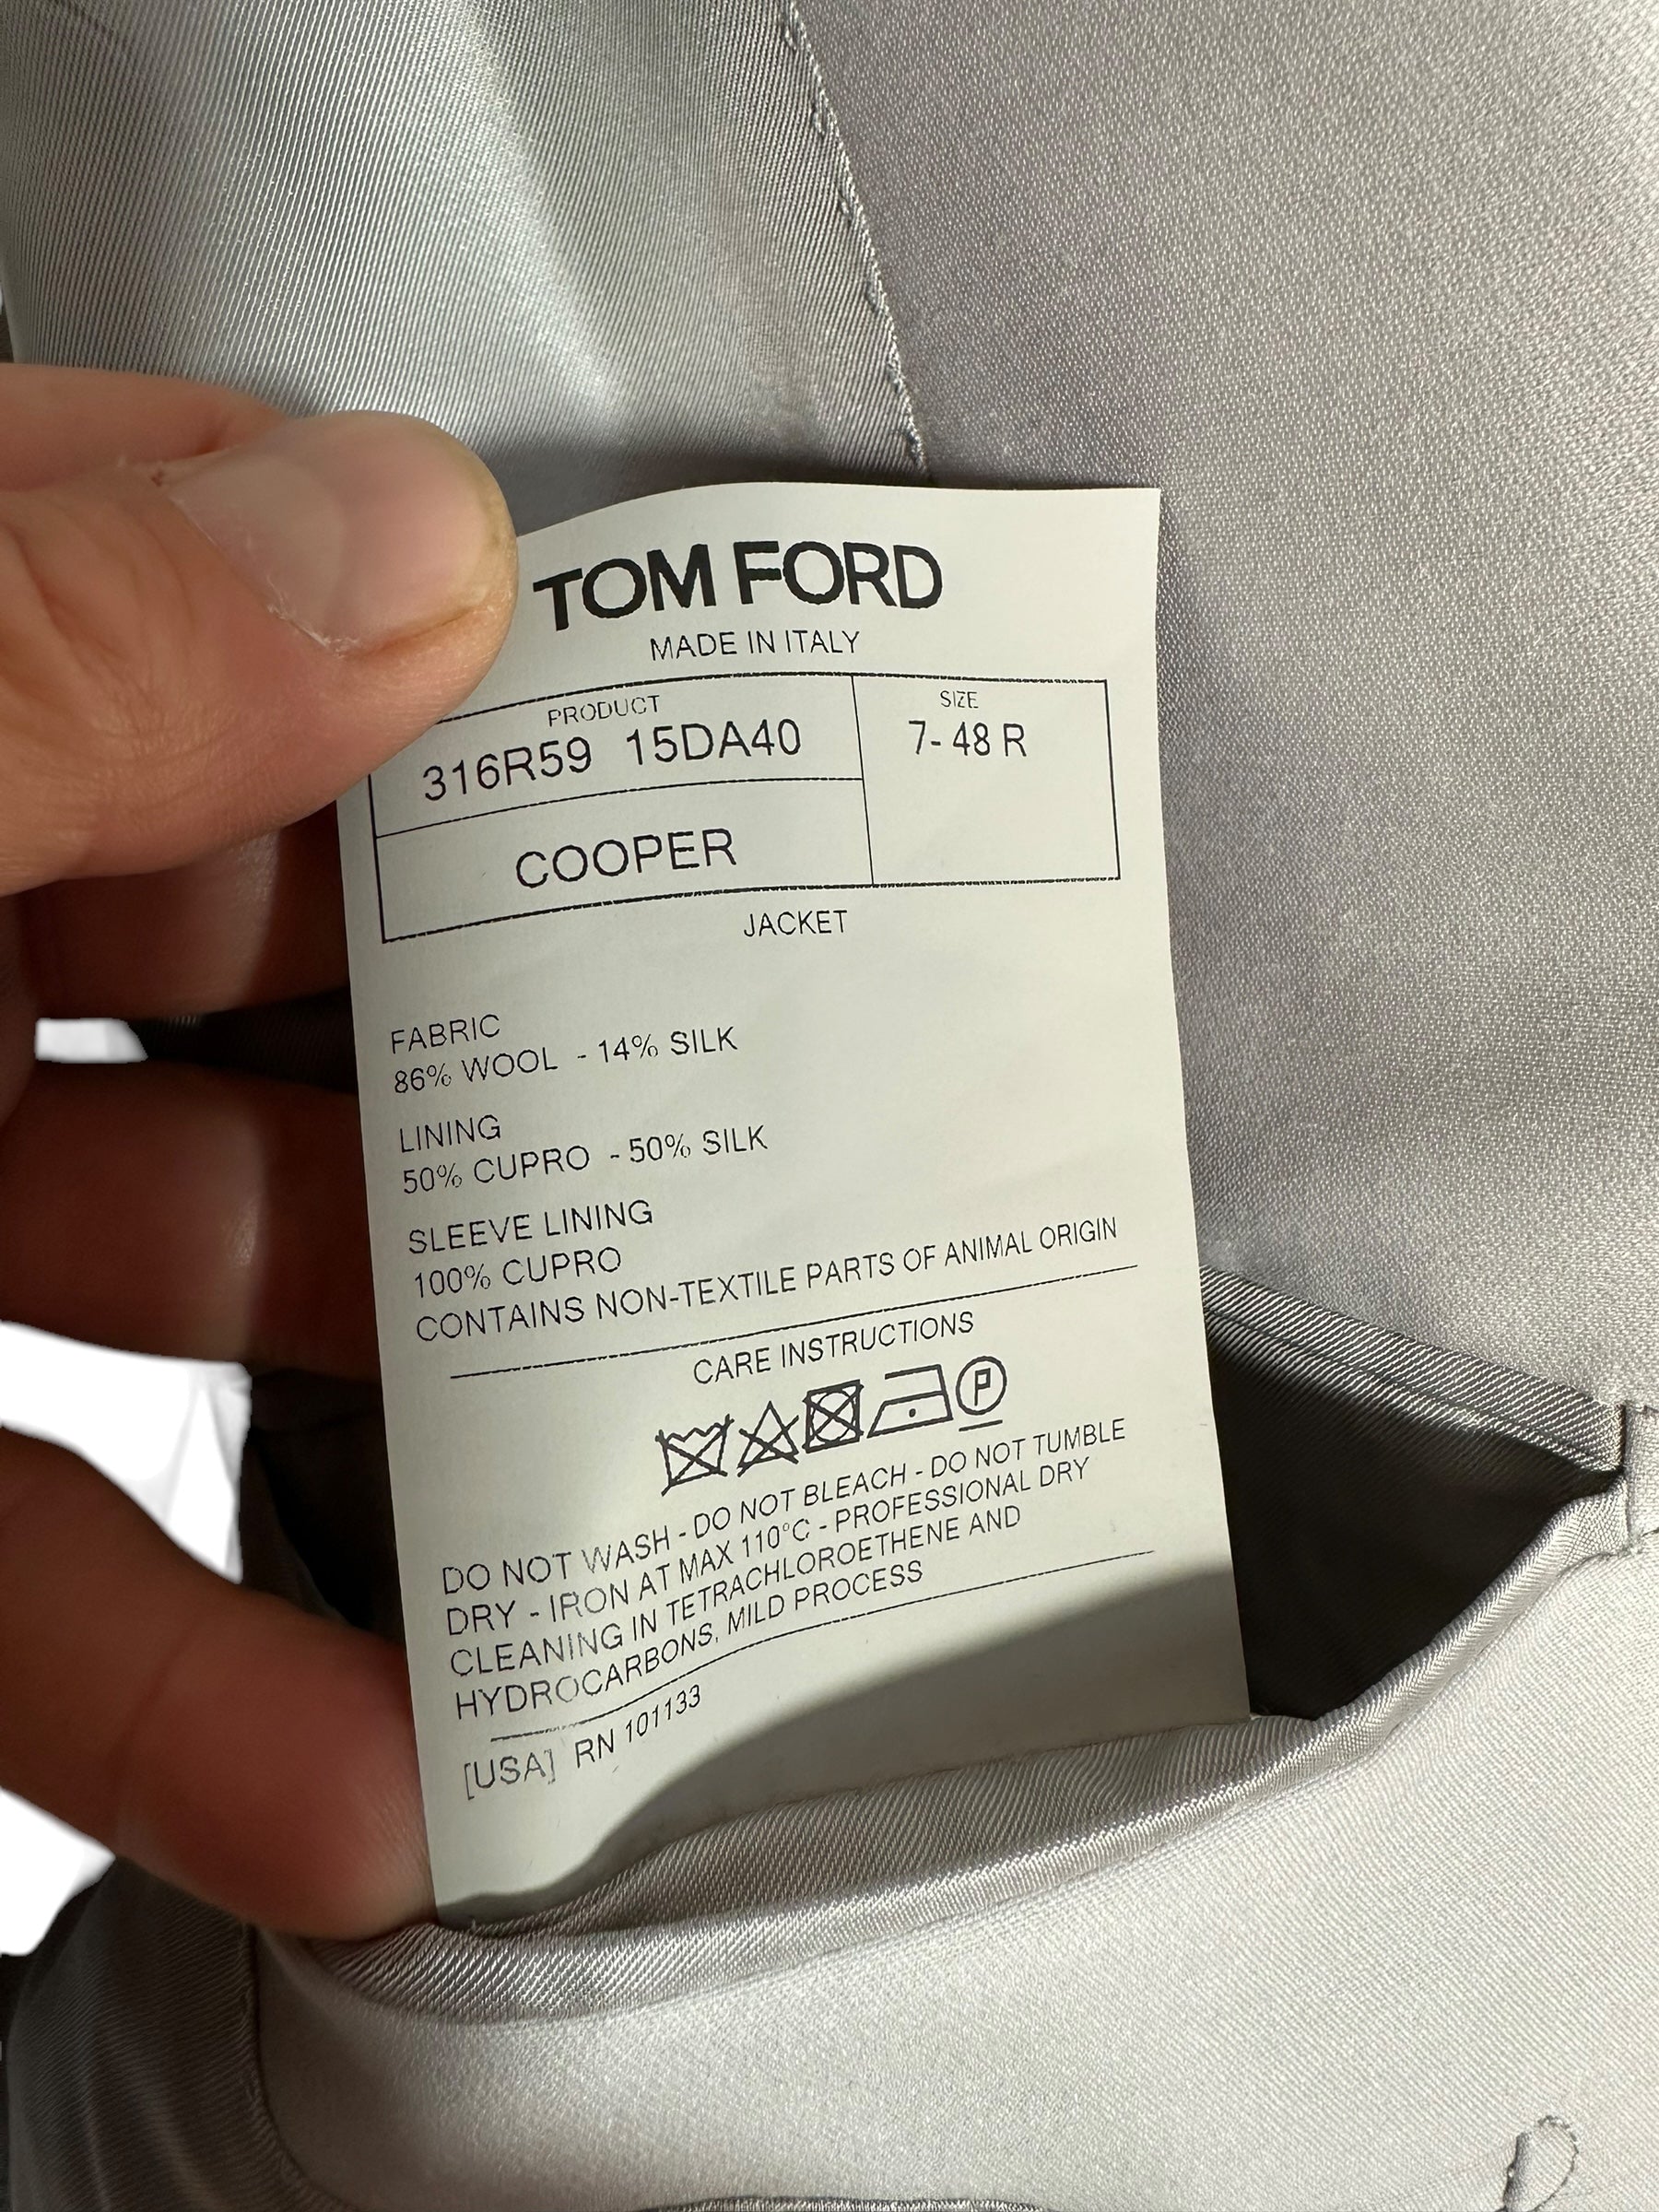 TOM FORD
MADE IN ITALY
PRODUCT
316R59 15DA40
SIZE
7-48 R
COOPER
JACKET
FABRIC
86% WOOL - 14% SILK
LINING
50% CUPRO - 50% SILK
SLEEVE LINING
100% CUPRO
CONTAINS NON-TEXTILE PARTS OF ANIMAL ORIGIN
CARE INSTRUCTIONS
P
DO NOT WASH - DO NOT BLEACH - DO NOT TUMBLE
DRY - IRON AT MAX 110°C - PROFESSIONAL DRY
CLEANING IN TETRACHLOROETHENE AND
HYDROCARBONS, MILD PROCESS
[USA] RN 101133